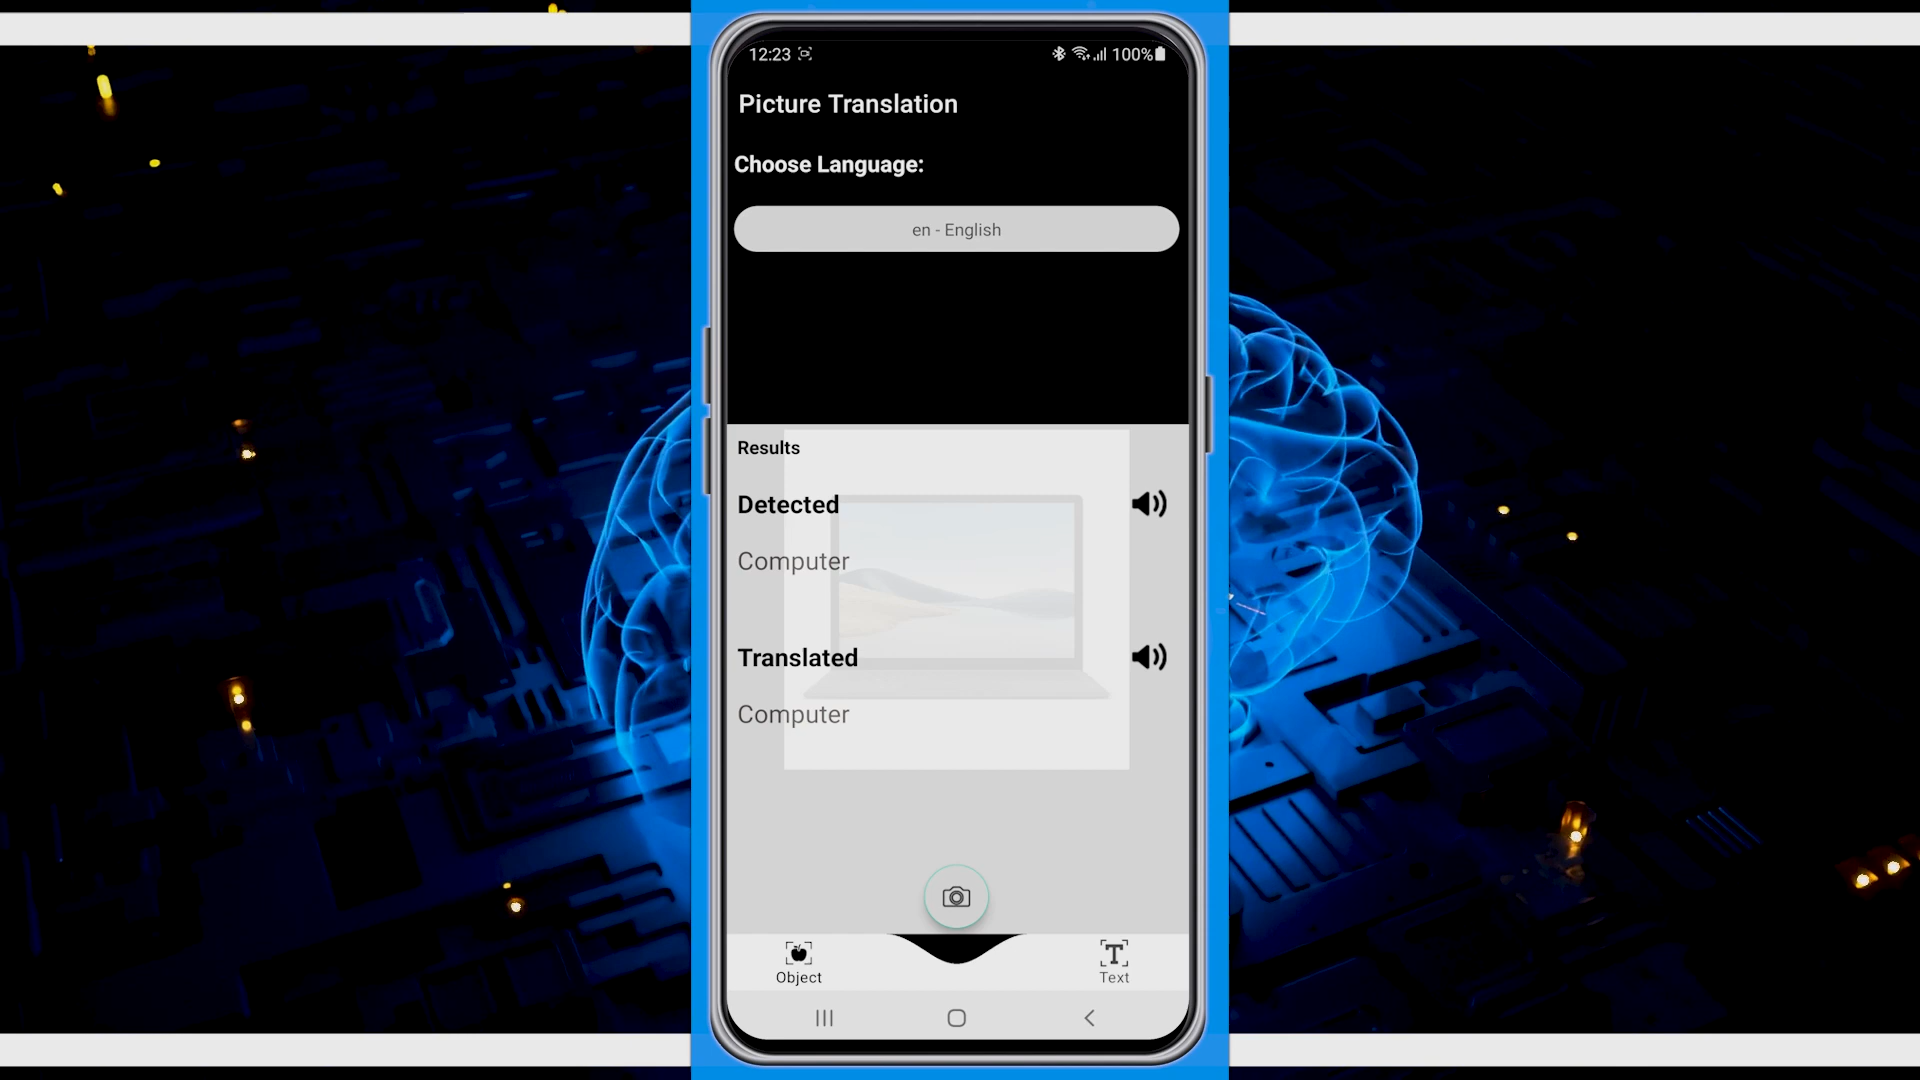 12:23 100%
Picture Translation
Choose Language:
en - English
Results
Detected
Computer
Translated
Computer
Object Text